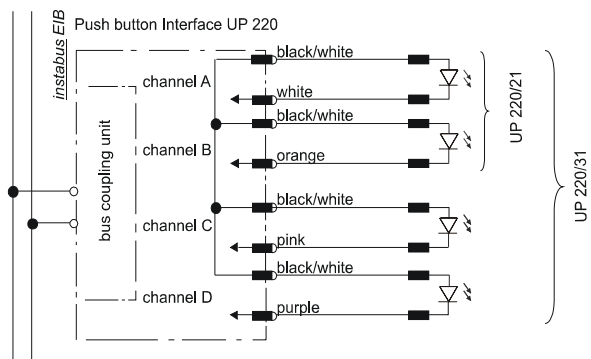 Push button Interface UP 220
instabus EIB
bus coupling unit
channel A
black/white
white
channel B
black/white
orange
channel C
black/white
pink
channel D
black/white
purple
UP 220/21
UP 220/31